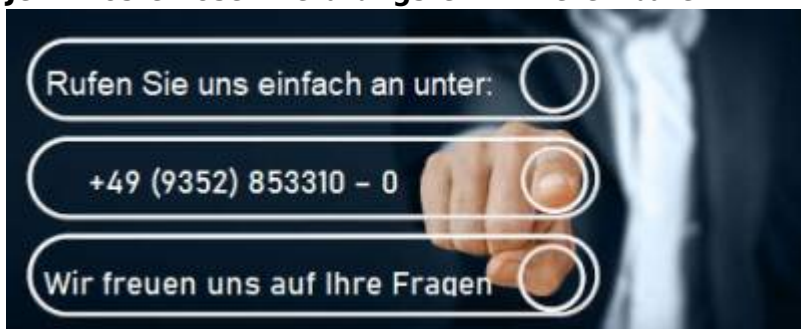 Rufen Sie uns einfach an unter:
+49 (9352) 853310 – 0
Wir freuen uns auf Ihre Fragen